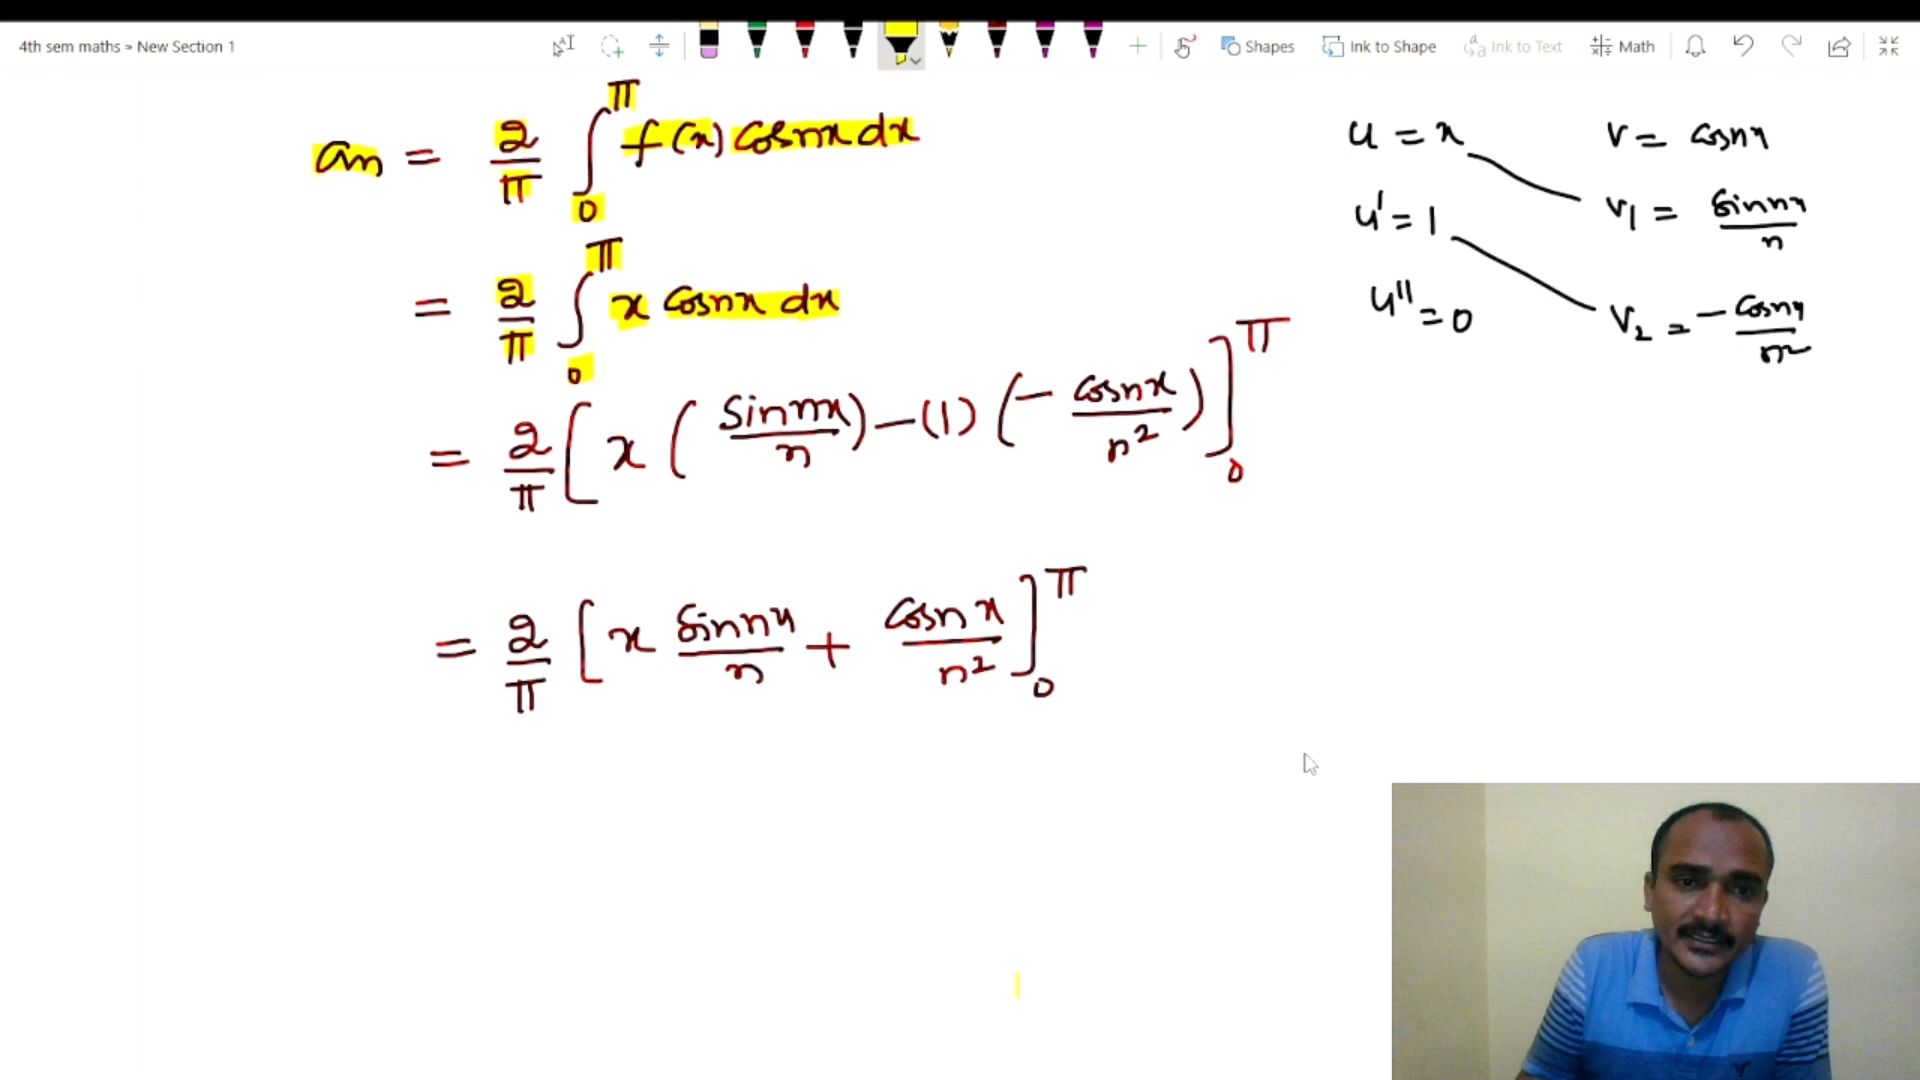 4th sem maths » New Section 1
Shapes
Ink to Shape
Ink to Text
Math
an = 2/π ∫₀^π f(x) cosnx dx
= 2/π ∫₀^π x cosnx dx
= 2/π [ x ( sinnx/n ) − (1) ( − cosnx/n² ) ]₀^π
= 2/π [ x sinnx/n + cosnx/n² ]₀^π
u = x
v = cosnx
u' = 1
v₁ = sinnx/n
u'' = 0
v₂ = − cosnx/n²